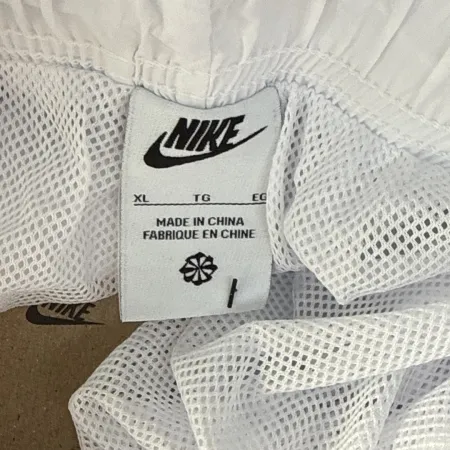 NIKE
XL TG EG
MADE IN CHINA
FABRIQUE EN CHINE
NIKE